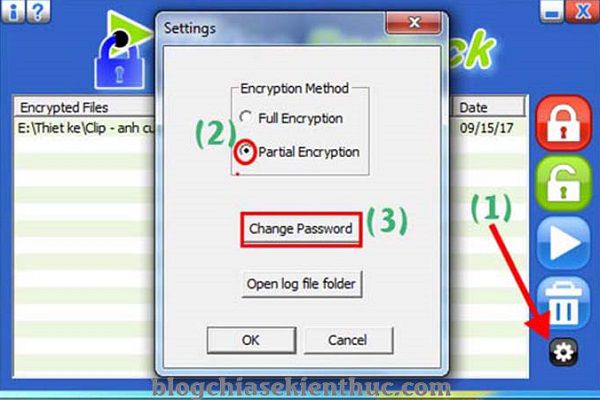 i ?
Settings
ck
Encryption Method
Full Encryption
(2)
Partial Encryption
Encrypted Files
Date
E:\Thiet ke\Clip - anh cu
09/15/17
(1)
Change Password
(3)
Open log file folder
OK
Cancel
blogchiasekienthuc.com